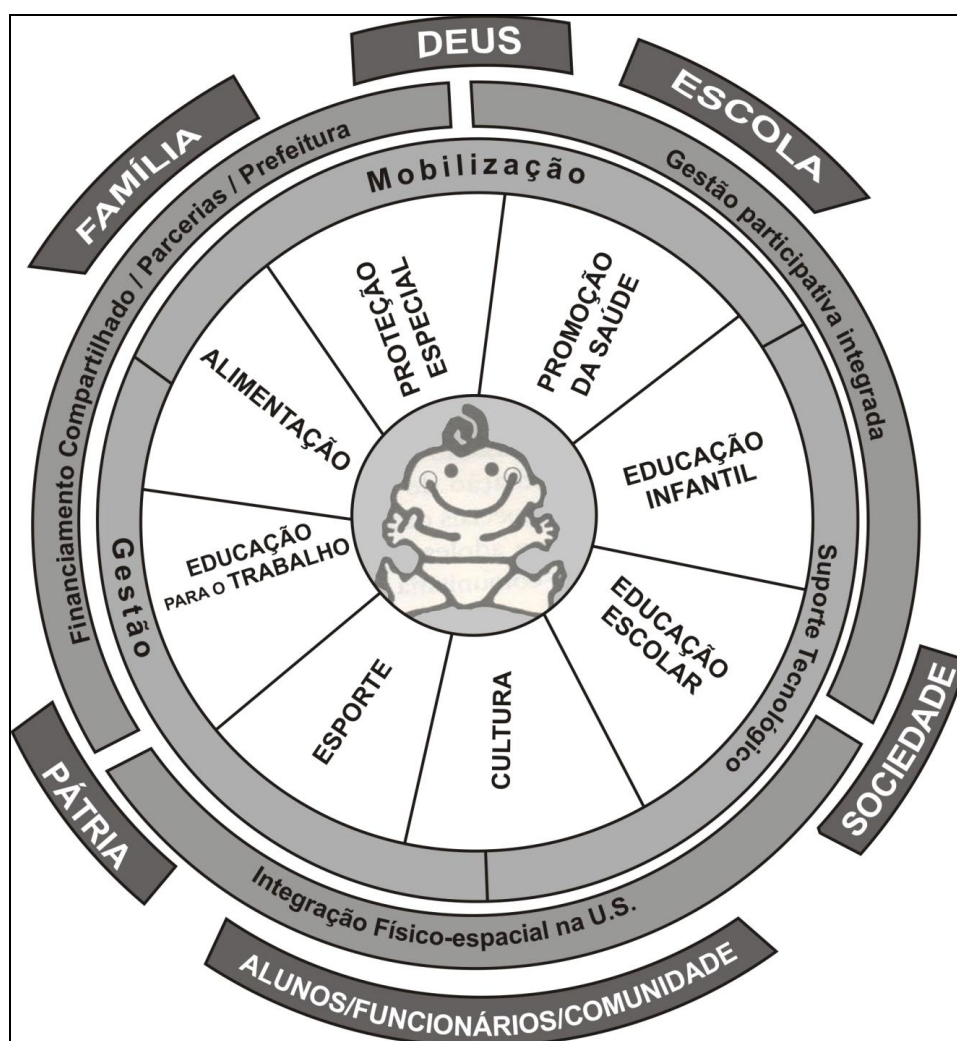 DEUS
ESCOLA
SOCIEDADE
ALUNOS/FUNCIONÁRIOS/COMUNIDADE
PÁTRIA
FAMÍLIA
Financiamento Compartilhado / Parcerias / Prefeitura
Gestão participativa integrada
Integração Físico-espacial na U.S.
Mobilização
Suporte Tecnológico
Gestão
PROTEÇÃO
ESPECIAL
PROMOÇÃO
DA SAÚDE
EDUCAÇÃO
INFANTIL
EDUCAÇÃO
ESCOLAR
CULTURA
ESPORTE
EDUCAÇÃO
PARA O TRABALHO
ALIMENTAÇÃO